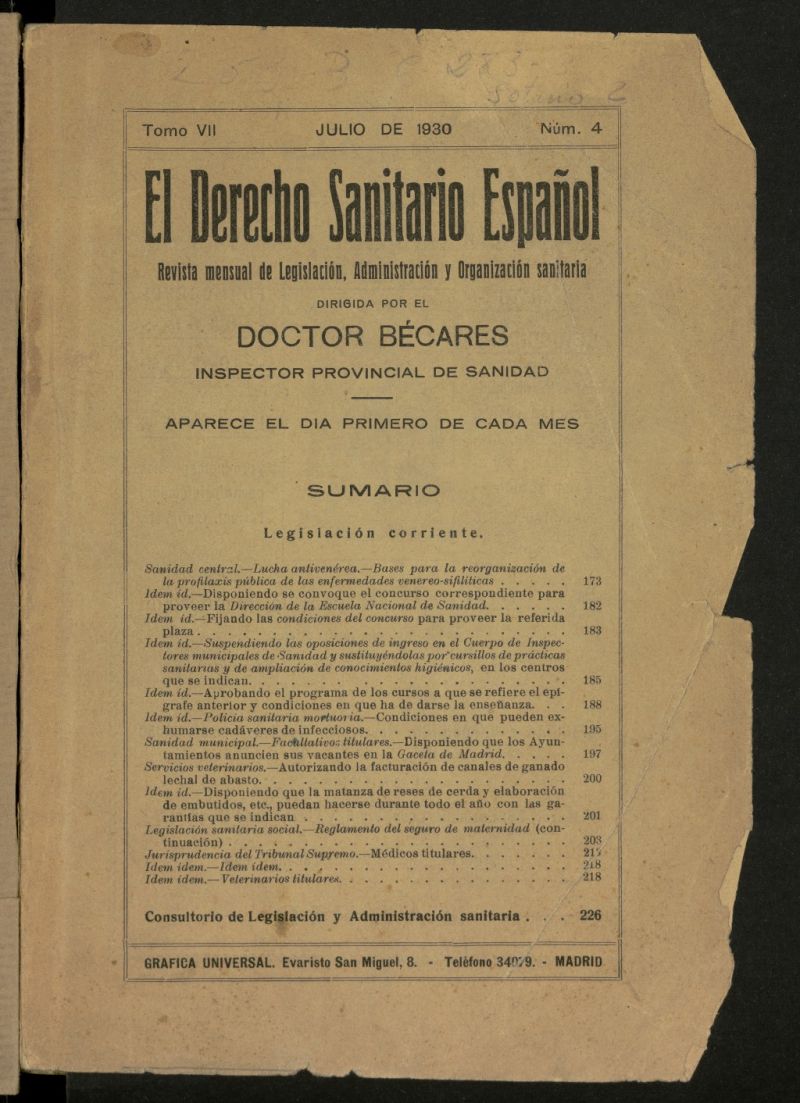 Tomo VII JULIO DE 1930 Núm. 4
El Derecho Sanitario Español
Revista mensual de Legislación, Administración y Organización sanitaria
DIRIGIDA POR EL
DOCTOR BÉCARES
INSPECTOR PROVINCIAL DE SANIDAD
APARECE EL DIA PRIMERO DE CADA MES
SUMARIO
Legislación corriente.
Sanidad central.—Lucha antivenérea.—Bases para la reorganización de
la profilaxis pública de las enfermedades venereo-sifilíticas . . . . . 173
Idem id.—Disponiendo se convoque el concurso correspondiente para
proveer la Dirección de la Escuela Nacional de Sanidad. . . . . . 182
Idem id.—Fijando las condiciones del concurso para proveer la referida
plaza . . . . . . . . . . . . . . . . . . . . . . . . 183
Idem id.—Suspendiendo las oposiciones de ingreso en el Cuerpo de Inspec-
tores municipales de Sanidad y sustituyéndolas por cursillos de prácticas
sanitarias y de ampliación de conocimientos higiénicos, en los centros
que se indican. . . . . . . . . . . . . . . . . . . . . 185
Idem id.—Aprobando el programa de los cursos a que se refiere el epí-
grafe anterior y condiciones en que ha de darse la enseñanza. . . 188
Idem id.—Policía sanitaria mortuoria.—Condiciones en que pueden ex-
humarse cadáveres de infecciosos. . . . . . . . . . . . . 195
Sanidad municipal.—Facultativos titulares.—Disponiendo que los Ayun-
tamientos anuncien sus vacantes en la Gaceta de Madrid. . . . . 197
Servicios veterinarios.—Autorizando la facturación de canales de ganado
lechal de abasto. . . . . . . . . . . . . . . . . . . . 200
Idem id.—Disponiendo que la matanza de reses de cerda y elaboración
de embutidos, etc., puedan hacerse durante todo el año con las ga-
rantías que se indican . . . . . . . . . . . . . . . . . 201
Legislación sanitaria social.—Reglamento del seguro de maternidad (con-
tinuación) . . . . . . . . . . . . . . . . . . . . . . 203
Jurisprudencia del Tribunal Supremo.—Médicos titulares. . . . . . .
Idem idem.—Idem idem. . . . . . . . . . . . . . . . . . . 218
Idem idem.—Veterinarios titulares. . . . . . . . . . . . . . . 218
Consultorio de Legislación y Administración sanitaria . . . 226
GRAFICA UNIVERSAL. Evaristo San Miguel, 8. - Teléfono - MADRID